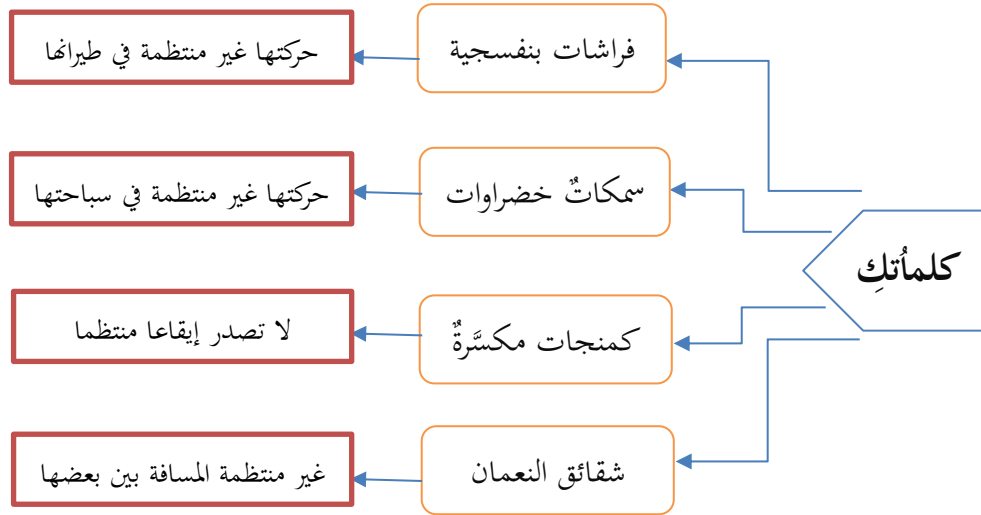 كلماُتكِ
فراشات بنفسجية
حركتها غير منتظمة في طيرانها
سمكاتٌ خضراوات
حركتها غير منتظمة في سباحتها
كمنجات مكسَّرةٌ
لا تصدر إيقاعا منتظما
شقائق النعمان
غير منتظمة المسافة بين بعضها